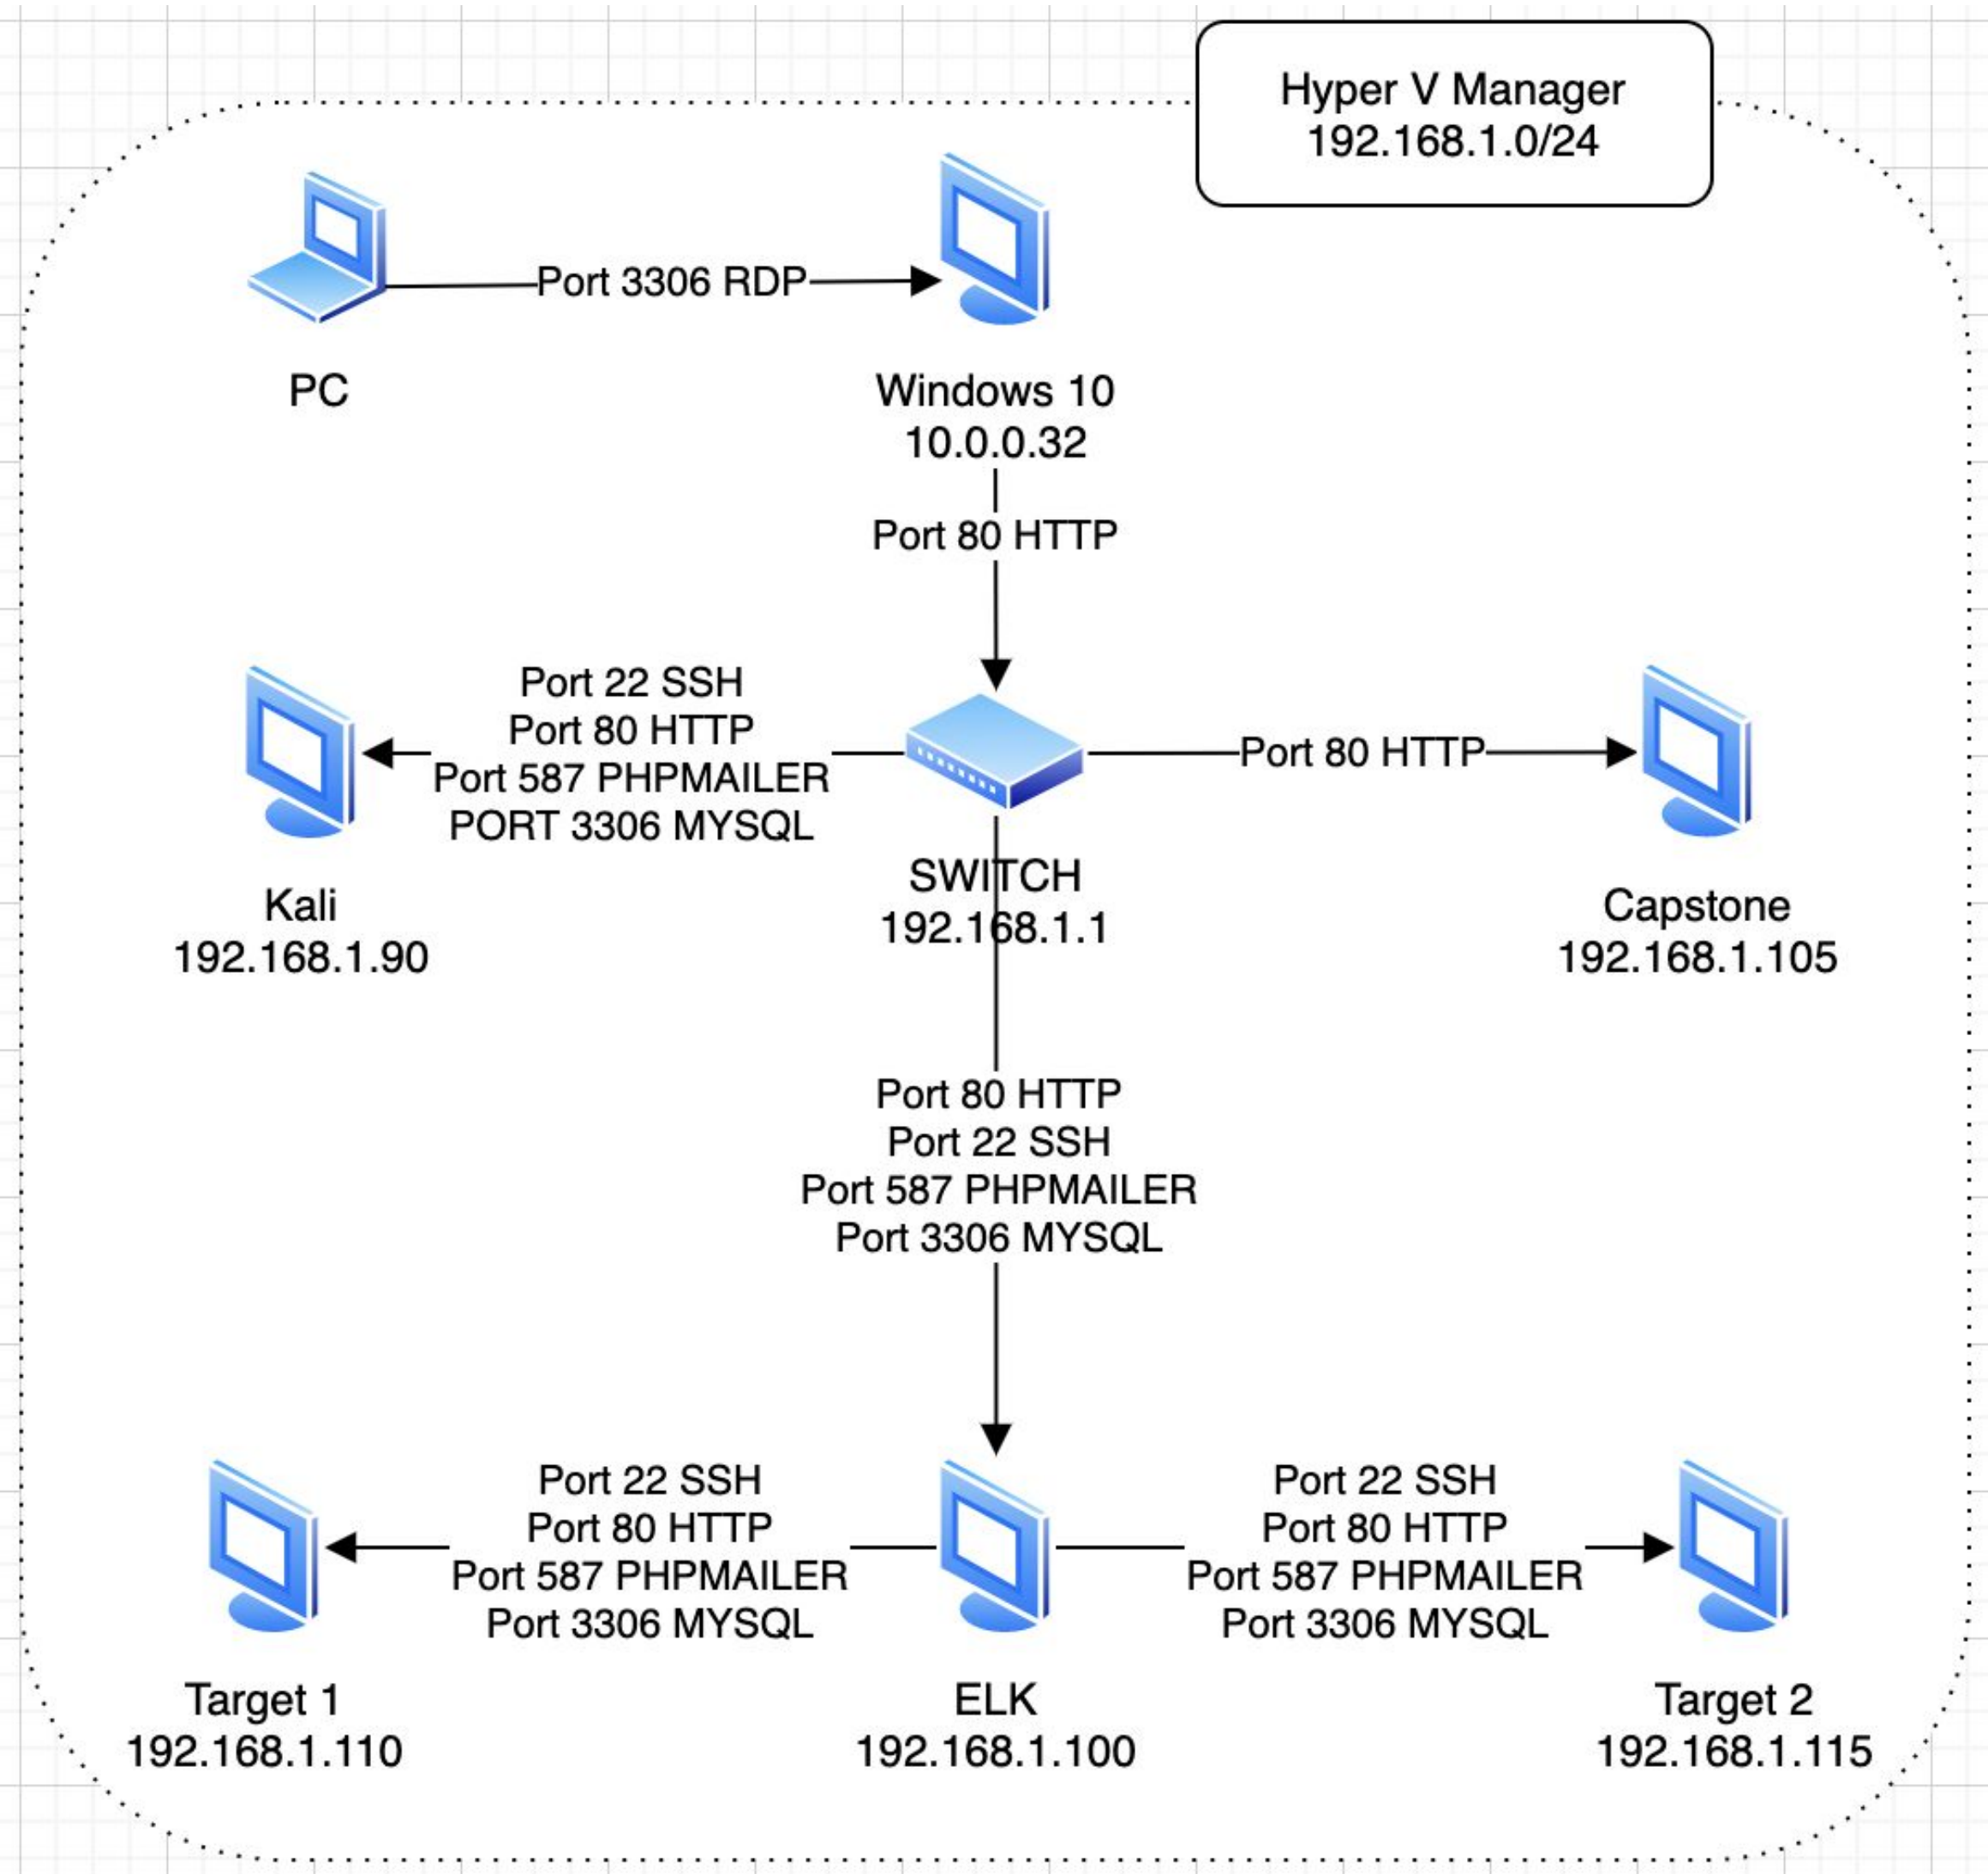 Hyper V Manager
192.168.1.0/24
Port 3306 RDP
PC
Windows 10
10.0.0.32
Port 80 HTTP
Port 22 SSH
Port 80 HTTP
Port 587 PHPMAILER
PORT 3306 MYSQL
Port 80 HTTP
Kali
192.168.1.90
SWITCH
192.168.1.1
Capstone
192.168.1.105
Port 80 HTTP
Port 22 SSH
Port 587 PHPMAILER
Port 3306 MYSQL
Port 22 SSH
Port 80 HTTP
Port 587 PHPMAILER
Port 3306 MYSQL
Port 22 SSH
Port 80 HTTP
Port 587 PHPMAILER
Port 3306 MYSQL
Target 1
192.168.1.110
ELK
192.168.1.100
Target 2
192.168.1.115